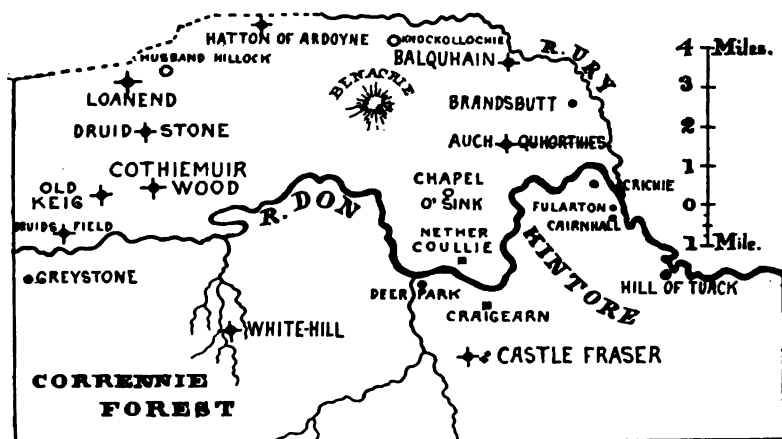 HATTON OF ARDOYNE
KNOCKOLLOCHIE
HUSBAND HILLOCK
BALQUHAIN
R. URY
4 Miles.
3
BENACHIE
LOANEND
BRANDSBUTT
2
DRUID STONE
AUCH QUHORTHIES
1
COTHIEMUIR
WOOD
OLD
KEIG
CHAPEL
O' SINK
CRICHIE
R. DON
FULARTON
0
CAIRNHALL
DRUIDS FIELD
NETHER
COULLIE
1 Mile.
KINTORE
GREYSTONE
DEER PARK
HILL OF TUACK
CRAIGEARN
WHITE-HILL
CASTLE FRASER
CORRENNIE
FOREST